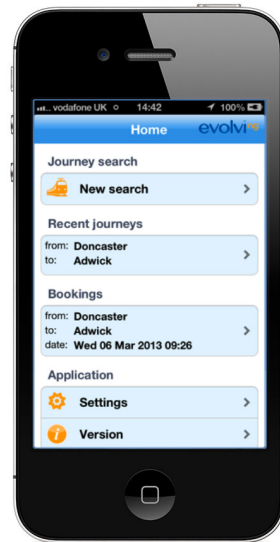 vodafone UK 14:42 100%
Home evolvi
Journey search
New search
Recent journeys
from: Doncaster
to: Adwick
Bookings
from: Doncaster
to: Adwick
date: Wed 06 Mar 2013 09:26
Application
Settings
Version